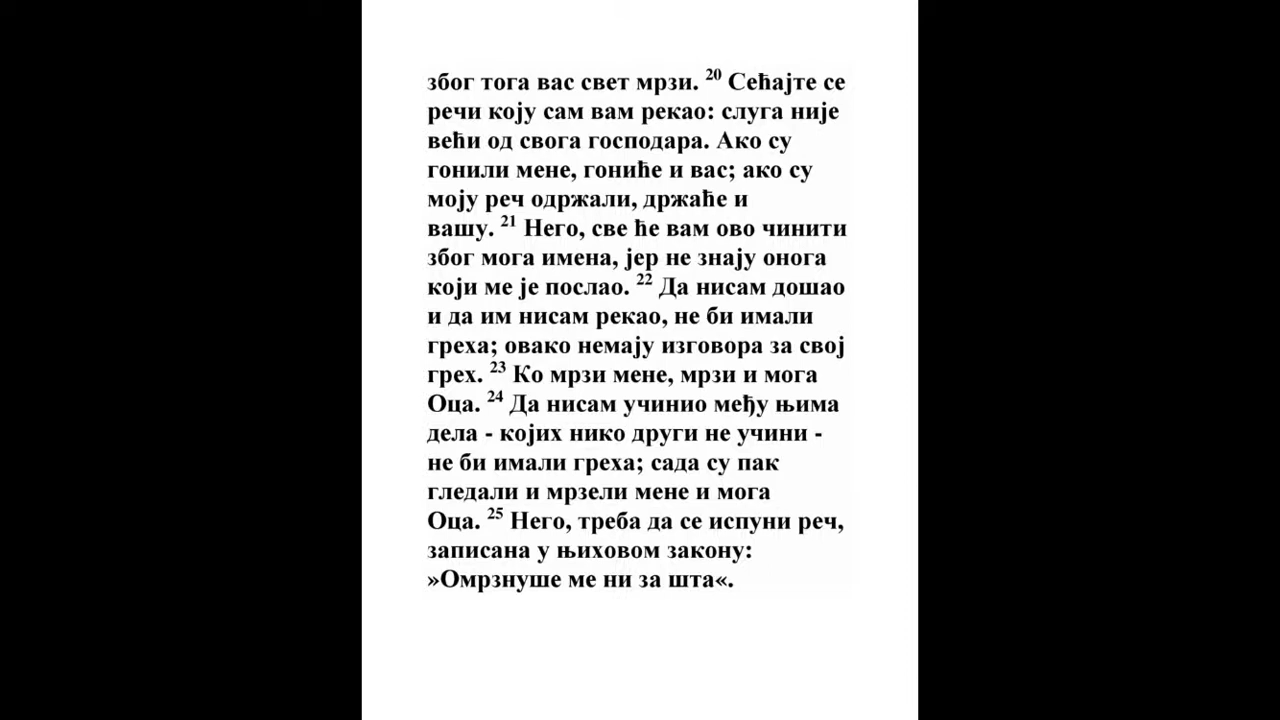 због тога вас свет мрзи. 20 Сећајте се
речи коју сам вам рекао: слуга није
већи од свога господара. Ако су
гонили мене, гониће и вас; ако су
моју реч одржали, држаће и
вашу. 21 Него, све ће вам ово чинити
због мога имена, јер не знају онога
који ме је послао. 22 Да нисам дошао
и да им нисам рекао, не би имали
греха; овако немају изговора за свој
грех. 23 Ко мрзи мене, мрзи и мога
Оца. 24 Да нисам учинио међу њима
дела - којих нико други не учини -
не би имали греха; сада су пак
гледали и мрзели мене и мога
Оца. 25 Него, треба да се испуни реч,
записана у њиховом закону:
»Омрзнуше ме ни за шта«.